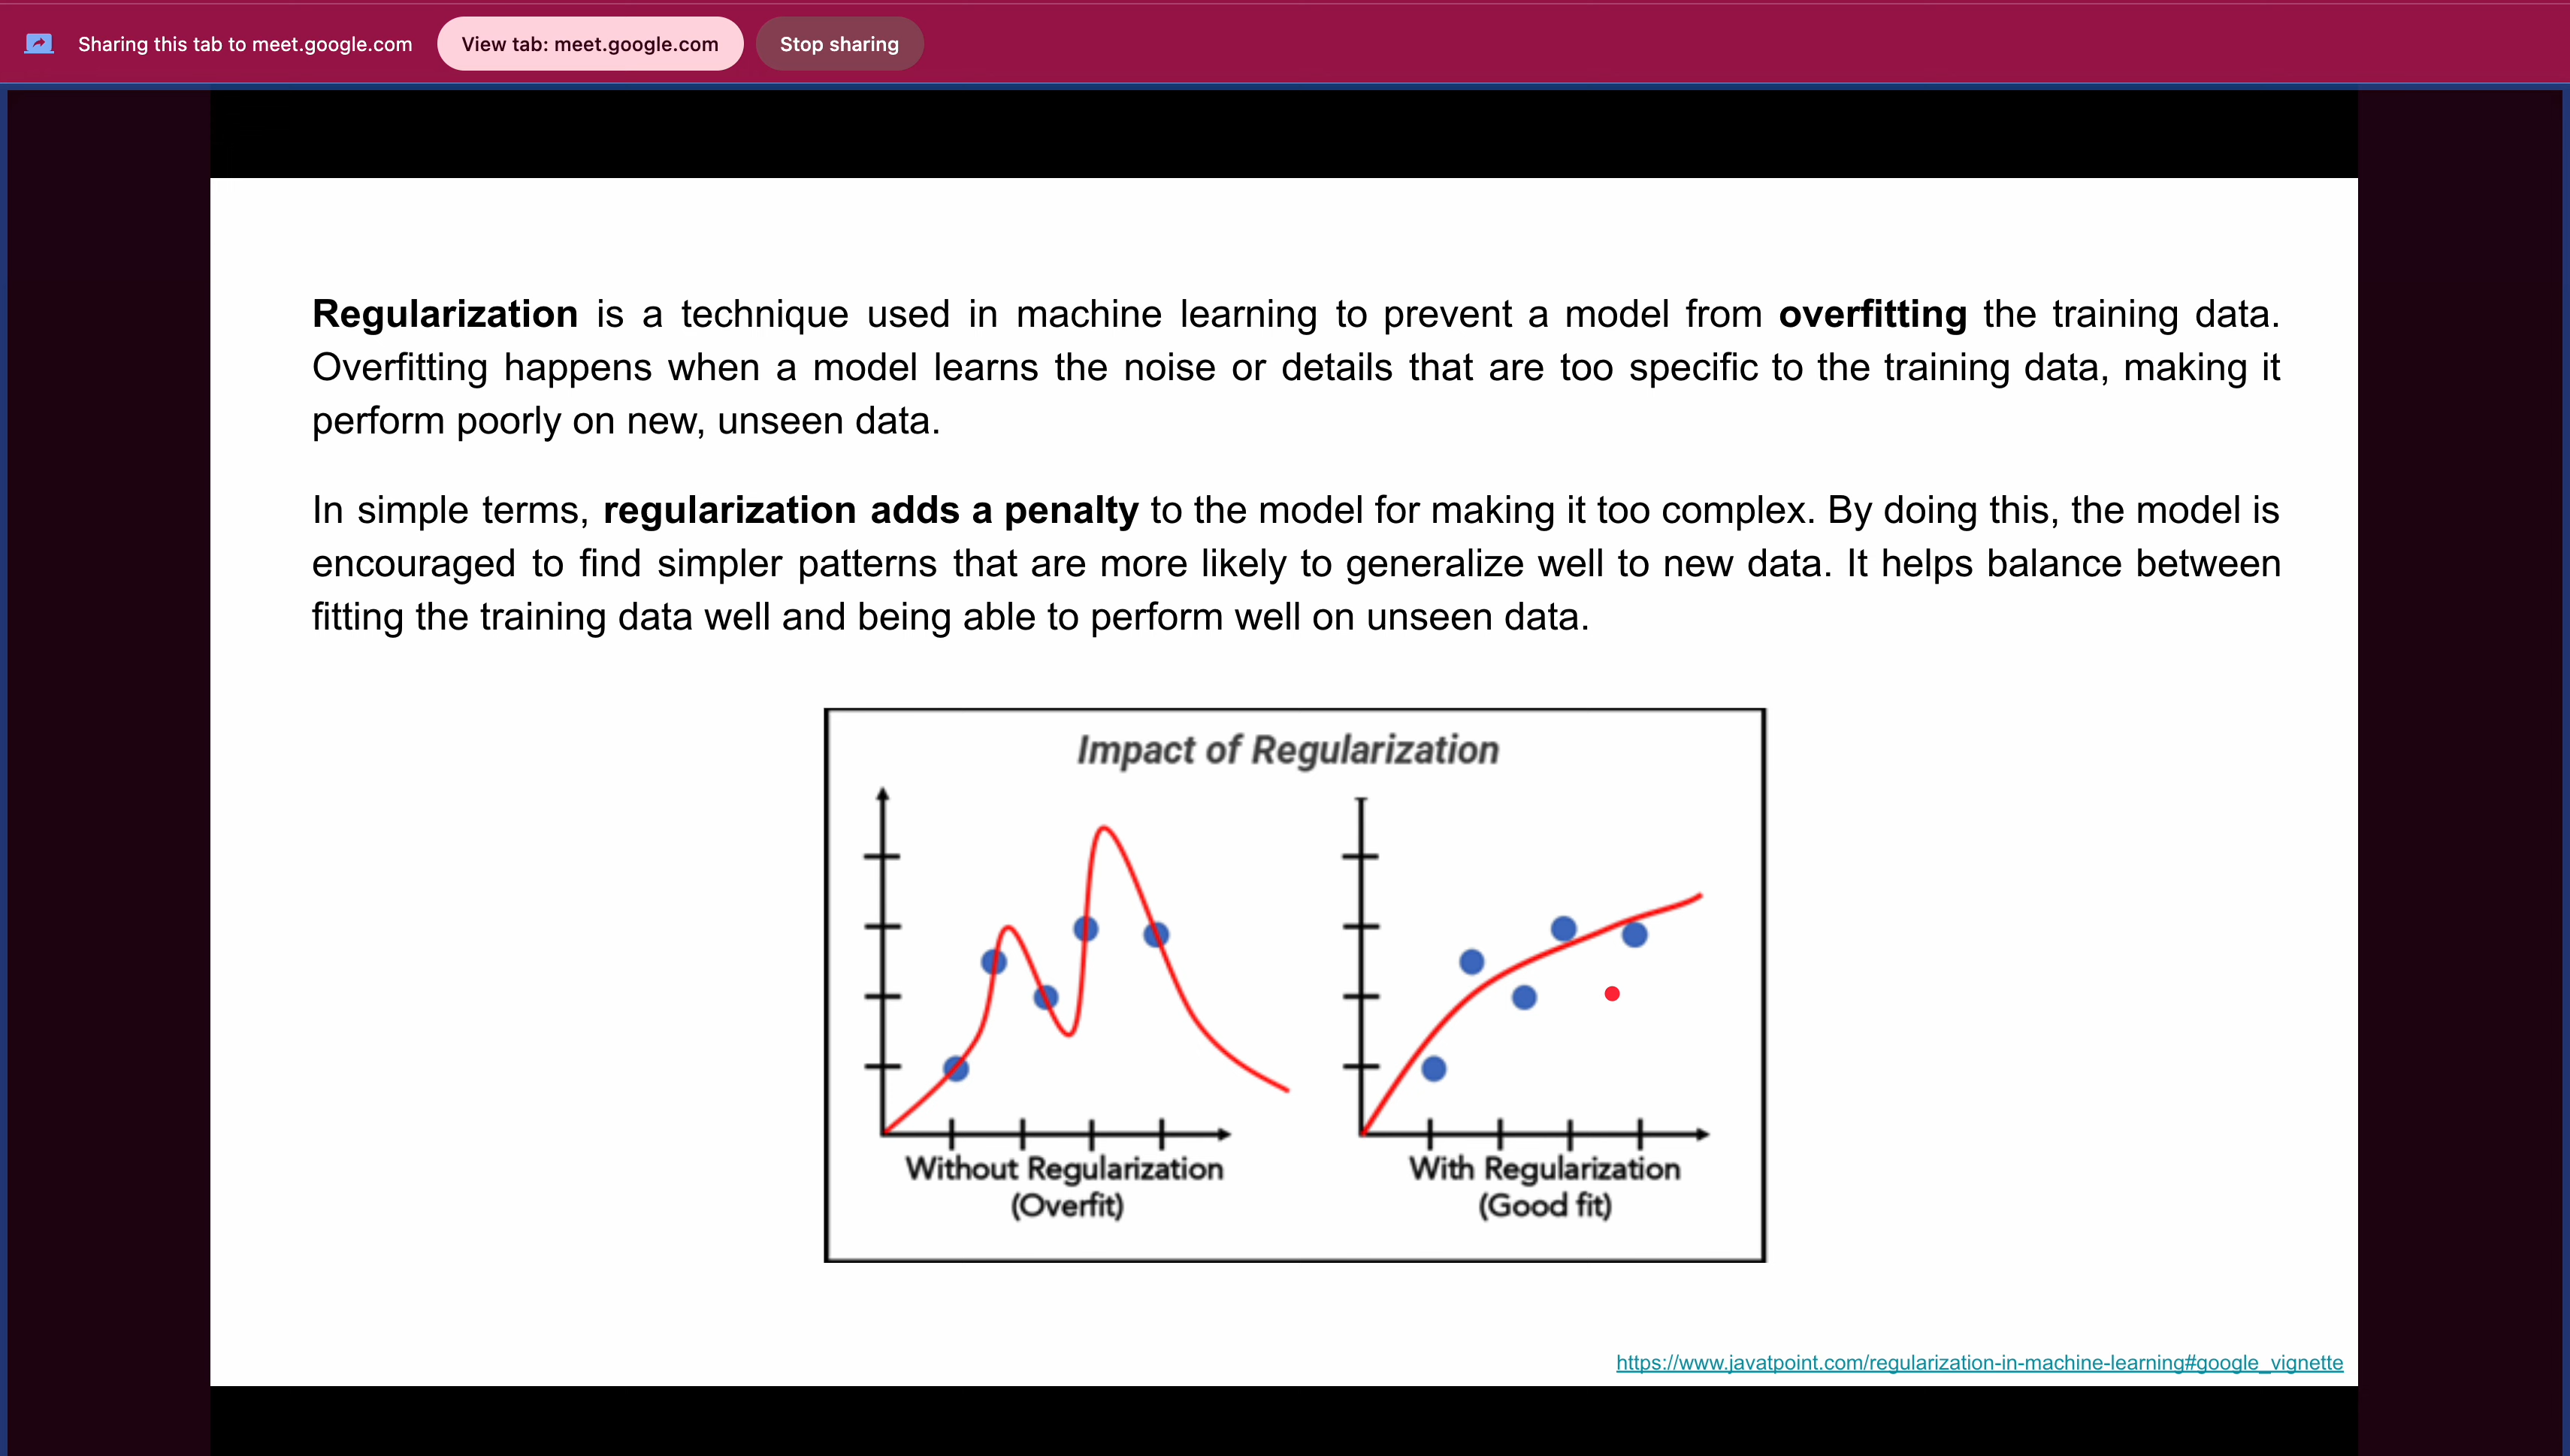 Sharing this tab to meet.google.com View tab: meet.google.com Stop sharing
Regularization is a technique used in machine learning to prevent a model from overfitting the training data.
Overfitting happens when a model learns the noise or details that are too specific to the training data, making it
perform poorly on new, unseen data.
In simple terms, regularization adds a penalty to the model for making it too complex. By doing this, the model is
encouraged to find simpler patterns that are more likely to generalize well to new data. It helps balance between
fitting the training data well and being able to perform well on unseen data.
Impact of Regularization
Without Regularization
(Overfit)
With Regularization
(Good fit)
https://www.javatpoint.com/regularization-in-machine-learning#google_vignette